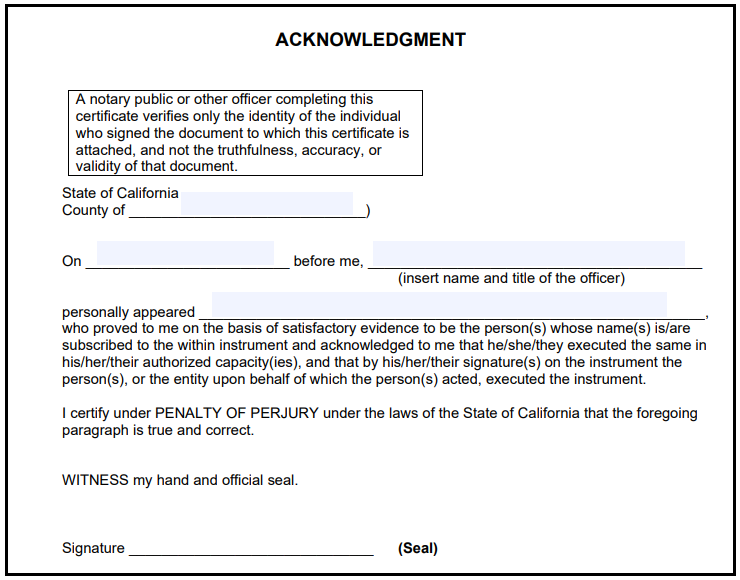 ACKNOWLEDGMENT
A notary public or other officer completing this
certificate verifies only the identity of the individual
who signed the document to which this certificate is
attached, and not the truthfulness, accuracy, or
validity of that document.
State of California
County of _____________________________)
On _________________________ before me, _________________________________________
(insert name and title of the officer)
personally appeared ______________________________________________________________,
who proved to me on the basis of satisfactory evidence to be the person(s) whose name(s) is/are
subscribed to the within instrument and acknowledged to me that he/she/they executed the same in
his/her/their authorized capacity(ies), and that by his/her/their signature(s) on the instrument the
person(s), or the entity upon behalf of which the person(s) acted, executed the instrument.
I certify under PENALTY OF PERJURY under the laws of the State of California that the foregoing
paragraph is true and correct.
WITNESS my hand and official seal.
Signature ______________________________ (Seal)